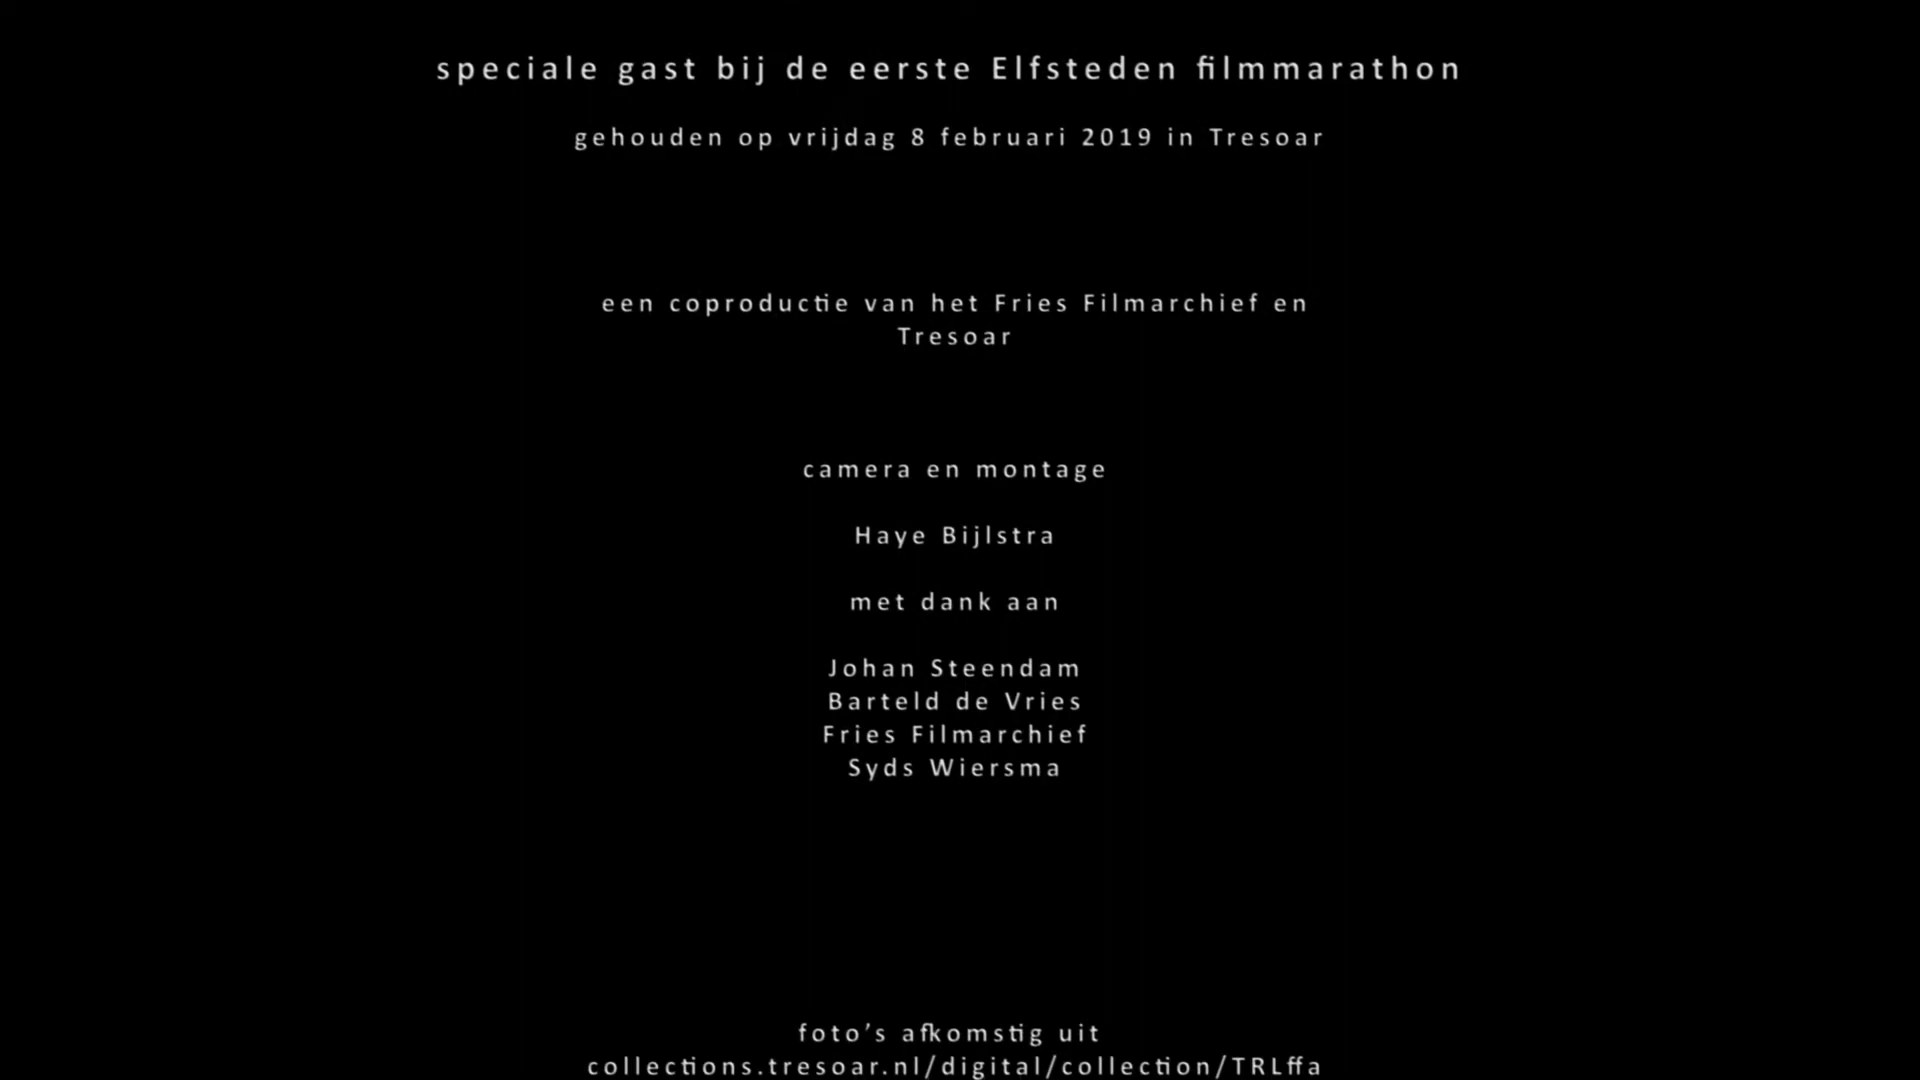 speciale gast bij de eerste Elfsteden filmmarathon
gehouden op vrijdag 8 februari 2019 in Tresoar
een coproductie van het Fries Filmarchief en
Tresoar
camera en montage
Haye Bijlstra
met dank aan
Johan Steendam
Barteld de Vries
Fries Filmarchief
Syds Wiersma
foto’s afkomstig uit
collections.tresoar.nl/digital/collection/TRLffa